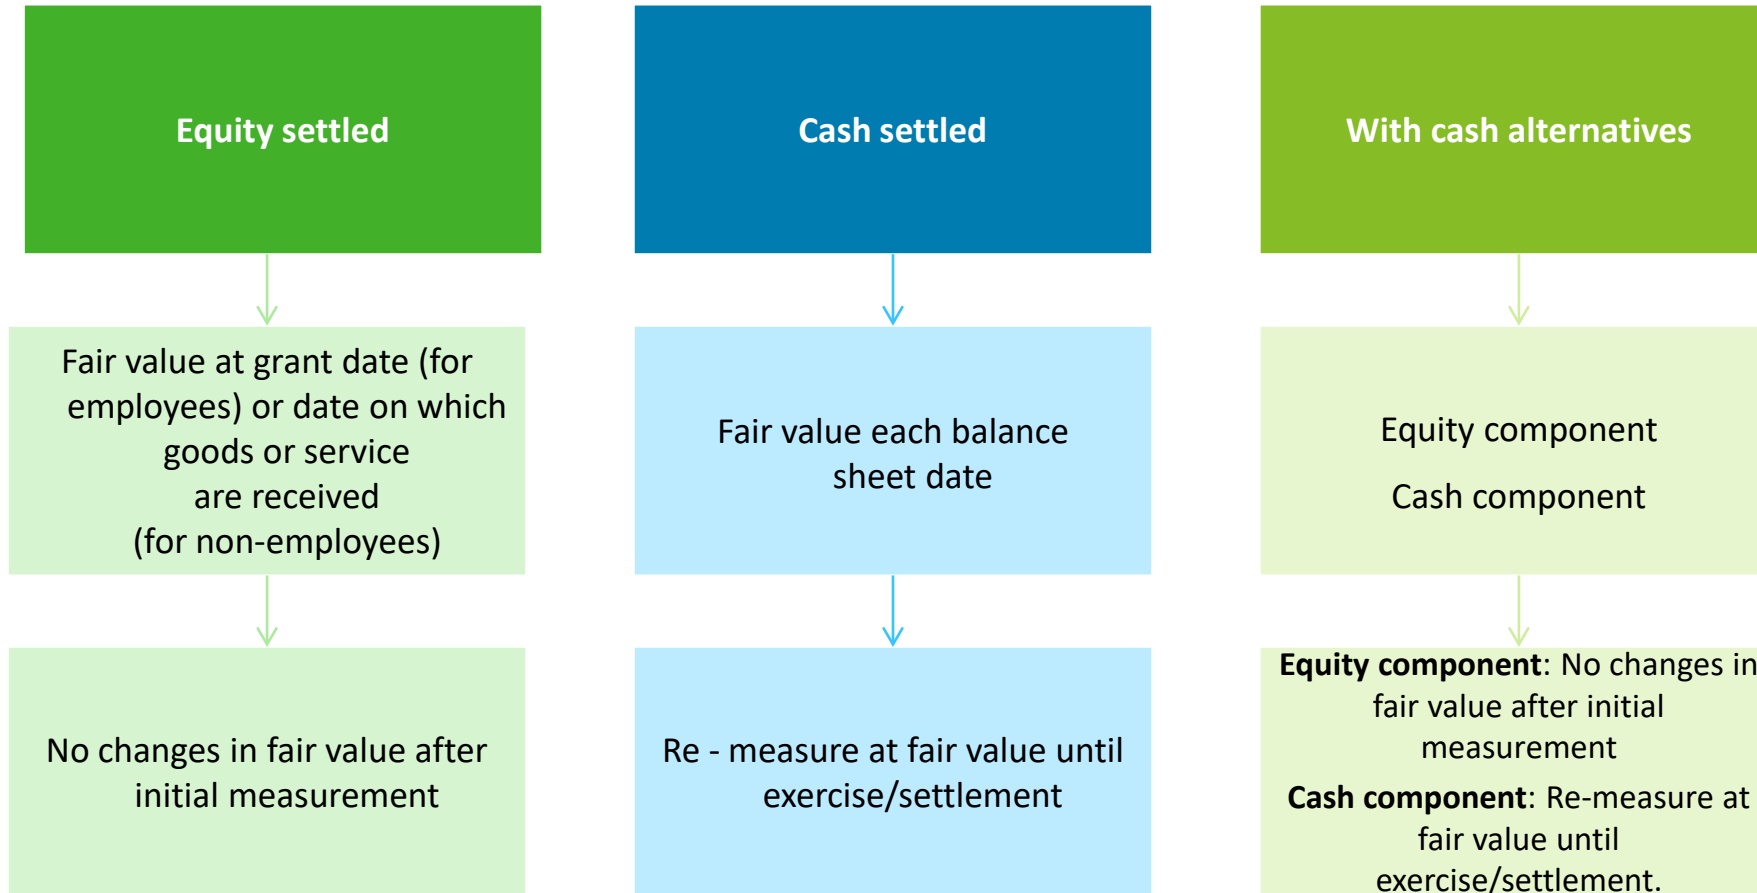 Equity settled
Fair value at grant date (for
employees) or date on which
goods or service
are received
(for non-employees)
No changes in fair value after
initial measurement
Cash settled
Fair value each balance
sheet date
Re - measure at fair value until
exercise/settlement
With cash alternatives
Equity component
Cash component
Equity component: No changes in
fair value after initial
measurement
Cash component: Re-measure at
fair value until
exercise/settlement.